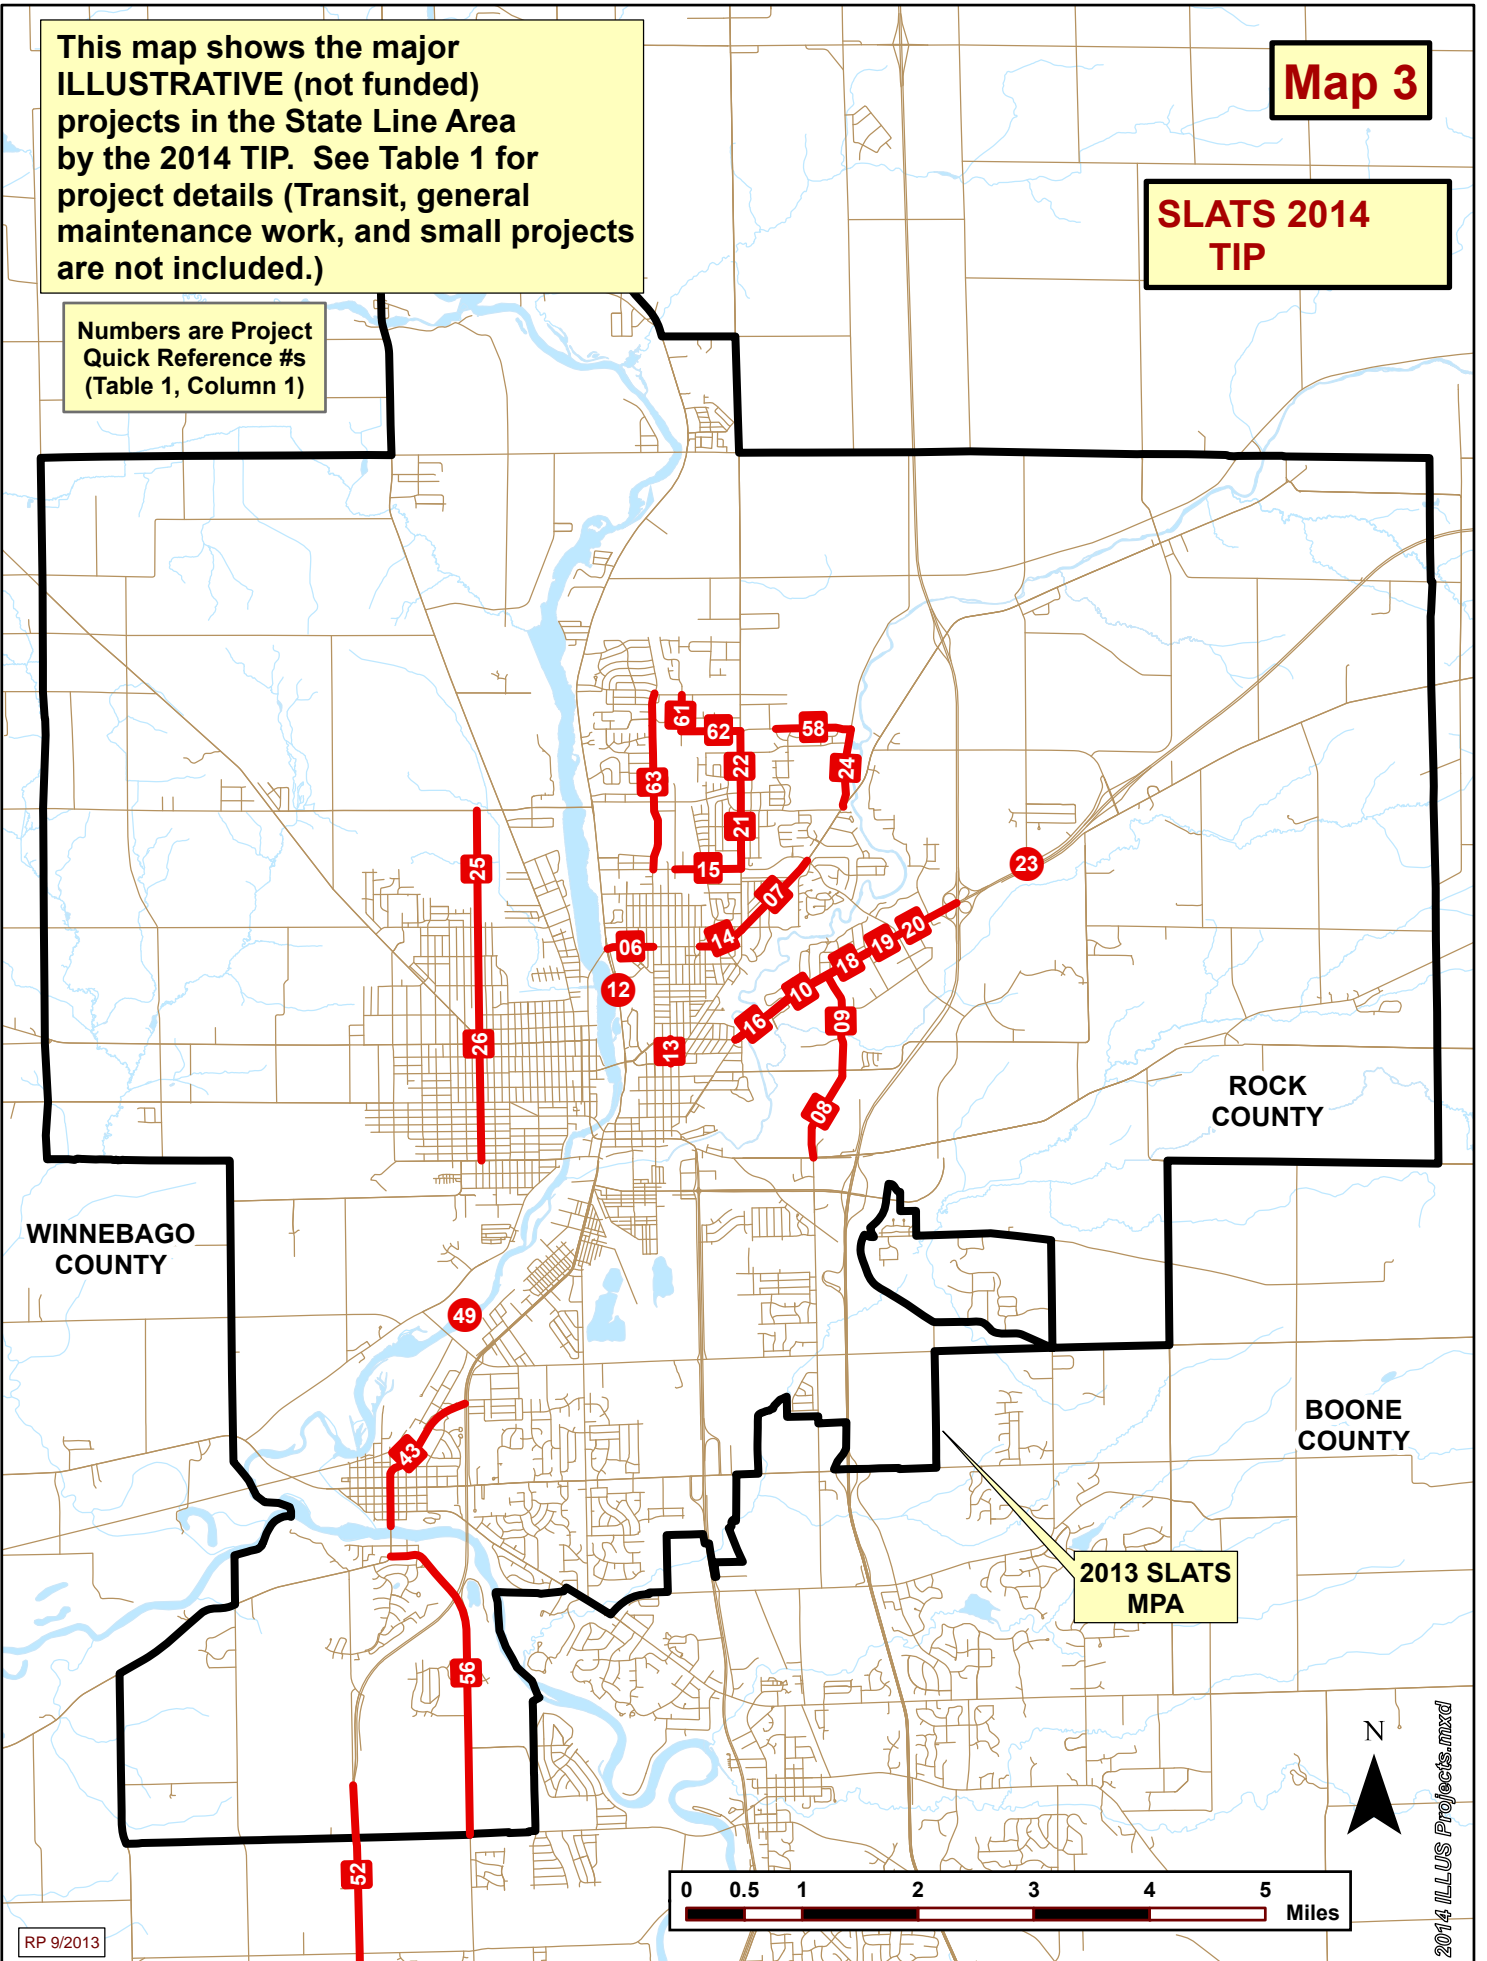 This map shows the major
ILLUSTRATIVE (not funded)
projects in the State Line Area
by the 2014 TIP.  See Table 1 for
project details (Transit, general
maintenance work, and small projects
are not included.)
Map 3
SLATS 2014
TIP
Numbers are Project
Quick Reference #s
(Table 1, Column 1)
61
62
58
63
22
24
21
15
25
07
23
14
20
06
19
18
12
10
16
09
26
13
08
ROCK
COUNTY
WINNEBAGO
COUNTY
49
43
BOONE
COUNTY
2013 SLATS
MPA
56
52
N
0 0.5 1 2 3 4 5
Miles
RP 9/2013
2014 ILLUS Projects.mxd